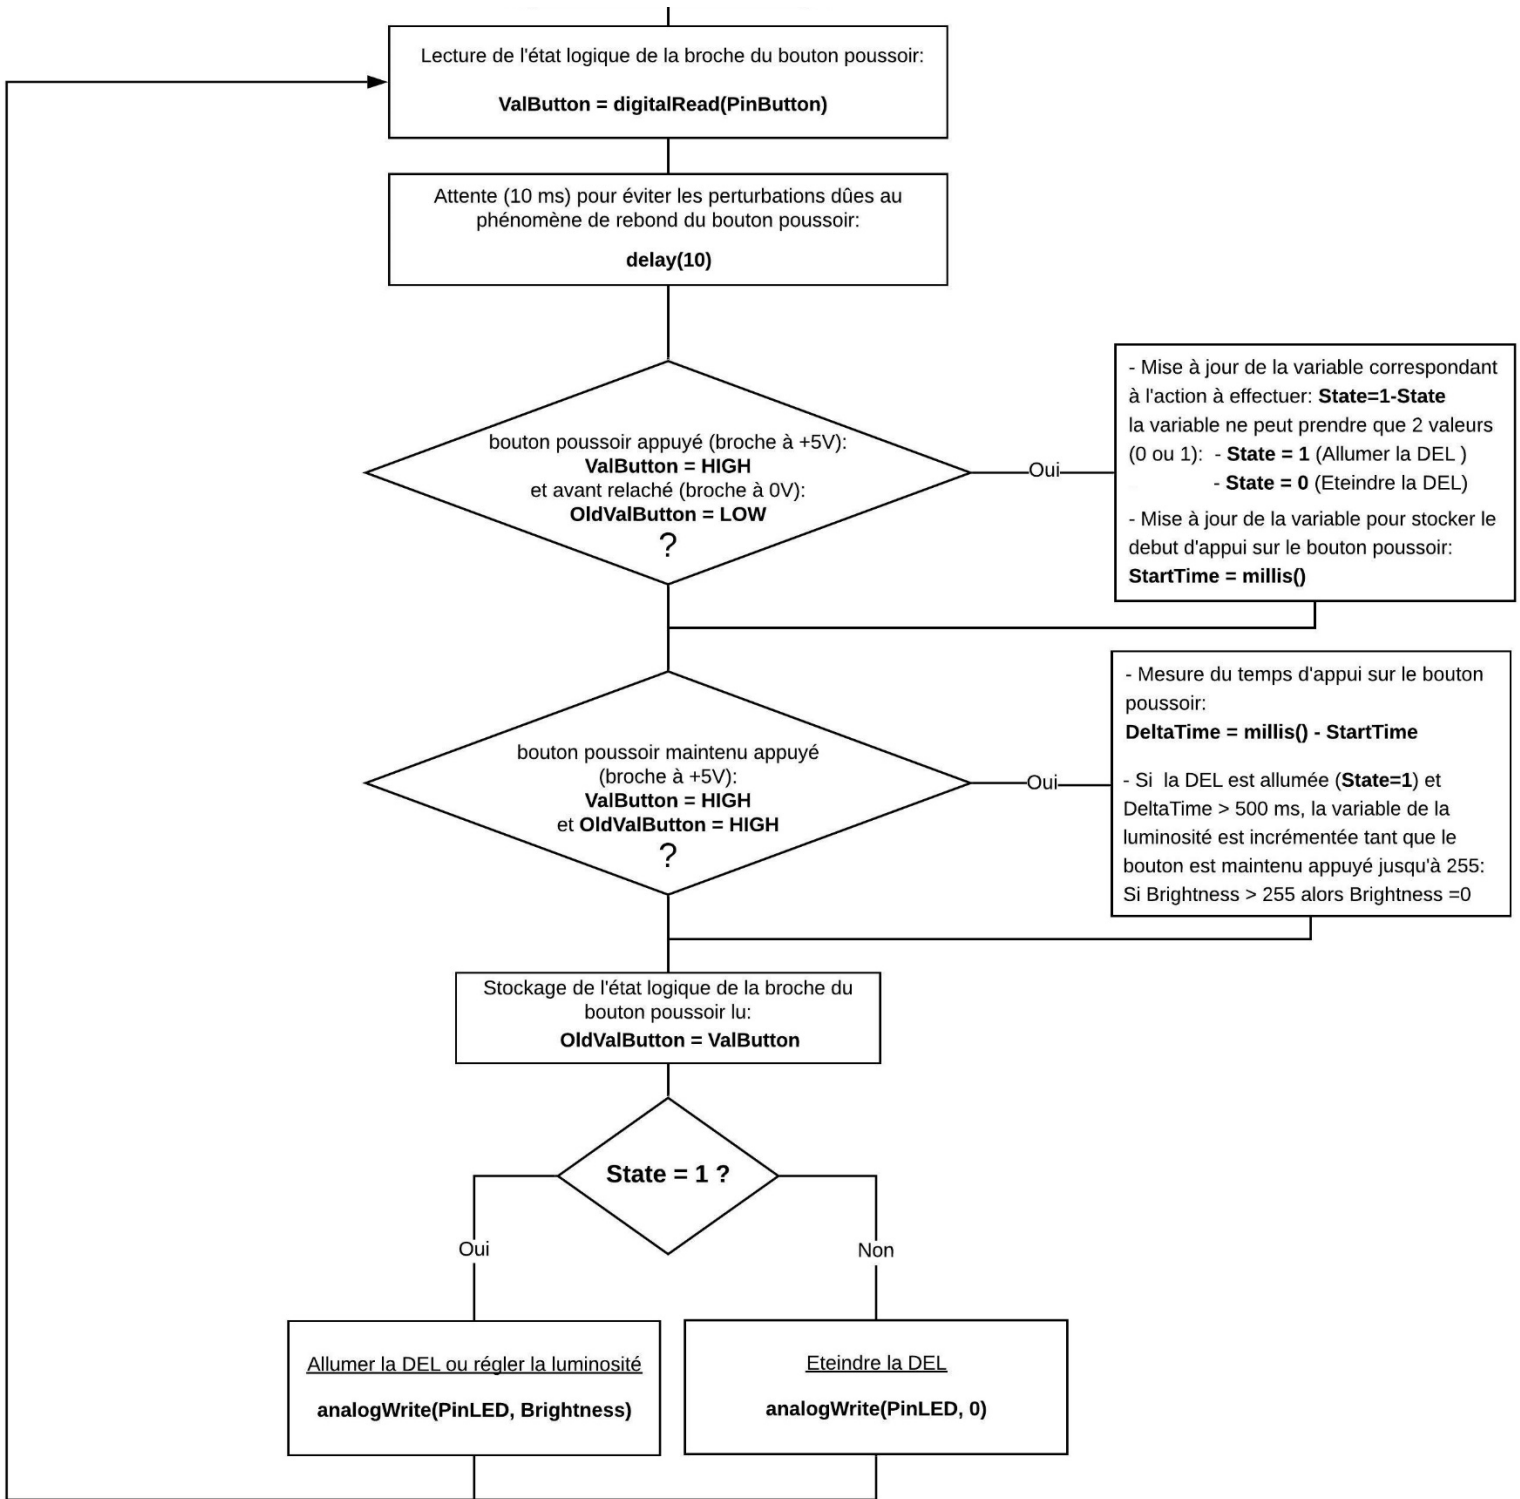 Lecture de l'état logique de la broche du bouton poussoir:
ValButton = digitalRead(PinButton)
Attente (10 ms) pour éviter les perturbations dûes au
phénomène de rebond du bouton poussoir:
delay(10)
bouton poussoir appuyé (broche à +5V):
ValButton = HIGH
et avant relaché (broche à 0V):
OldValButton = LOW
?
Oui
- Mise à jour de la variable correspondant
à l'action à effectuer: State=1-State
la variable ne peut prendre que 2 valeurs
(0 ou 1): - State = 1 (Allumer la DEL )
- State = 0 (Eteindre la DEL)
- Mise à jour de la variable pour stocker le
debut d'appui sur le bouton poussoir:
StartTime = millis()
bouton poussoir maintenu appuyé
(broche à +5V):
ValButton = HIGH
et OldValButton = HIGH
?
Oui
- Mesure du temps d'appui sur le bouton
poussoir:
DeltaTime = millis() - StartTime
- Si la DEL est allumée (State=1) et
DeltaTime > 500 ms, la variable de la
luminosité est incrémentée tant que le
bouton est maintenu appuyé jusqu'à 255:
Si Brightness > 255 alors Brightness =0
Stockage de l'état logique de la broche du
bouton poussoir lu:
OldValButton = ValButton
State = 1 ?
Oui
Non
Allumer la DEL ou régler la luminosité
analogWrite(PinLED, Brightness)
Eteindre la DEL
analogWrite(PinLED, 0)